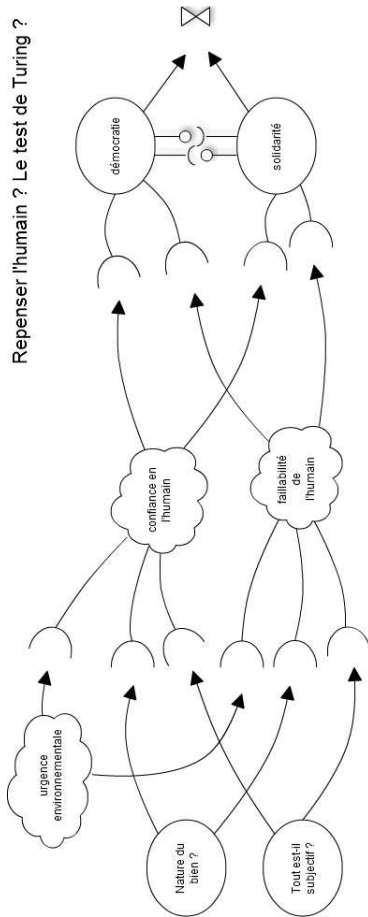 Repenser l'humain ? Le test de Turing ?
urgence
environnementale
Nature du
bien ?
Tout est-il
subjectif ?
confiance en
l'humain
faillabilité
de
l'humain
démocratie
solidarité